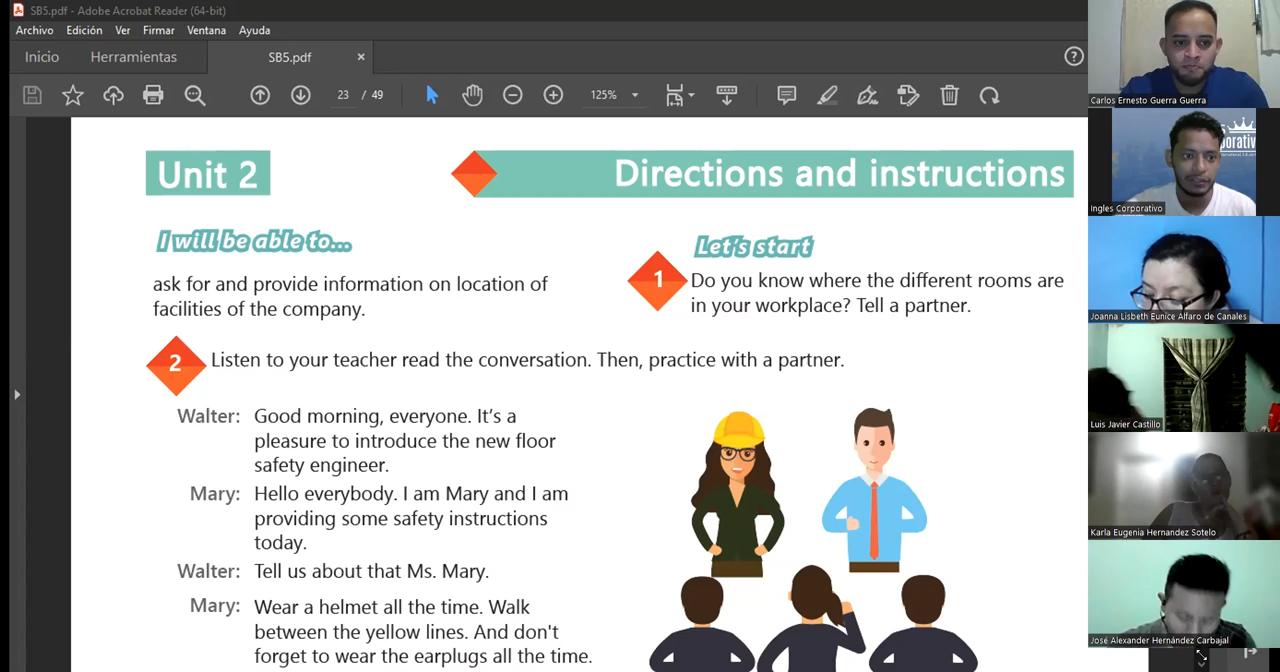 SB5.pdf - Adobe Acrobat Reader (64-bit)
Archivo Edición Ver Firmar Ventana Ayuda
Inicio Herramientas SB5.pdf ×
23 / 49 125%
Unit 2
Directions and instructions
I will be able to...
ask for and provide information on location of
facilities of the company.
Let's start
1 Do you know where the different rooms are
in your workplace? Tell a partner.
2 Listen to your teacher read the conversation. Then, practice with a partner.
Walter: Good morning, everyone. It's a
pleasure to introduce the new floor
safety engineer.
Mary: Hello everybody. I am Mary and I am
providing some safety instructions
today.
Walter: Tell us about that Ms. Mary.
Mary: Wear a helmet all the time. Walk
between the yellow lines. And don't
forget to wear the earplugs all the time.
Carlos Ernesto Guerra Guerra
Ingles Corporativo
Joanna Lisbeth Eunice Alfaro de Canales
Luis Javier Castillo
Karla Eugenia Hernandez Sotelo
José Alexander Hernández Carbajal